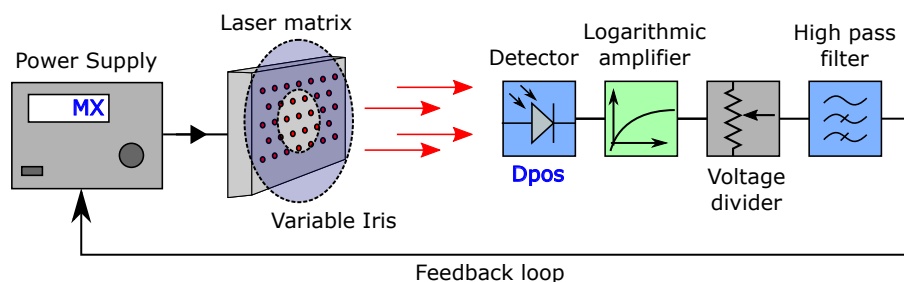 Laser matrix
Power Supply
MX
Variable Iris
Detector
Dpos
Logarithmic
amplifier
Voltage
divider
High pass
filter
Feedback loop